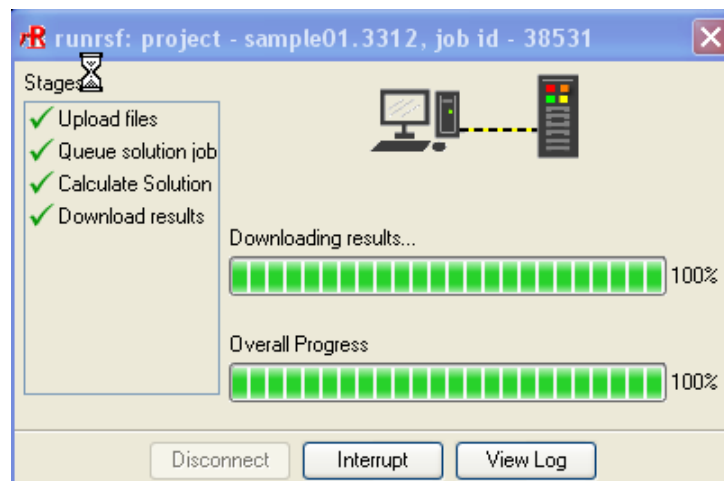 rR runrsf: project - sample01.3312, job id - 38531
Stages
Upload files
Queue solution job
Calculate Solution
Download results
Downloading results...
100%
Overall Progress
100%
Disconnect Interrupt View Log